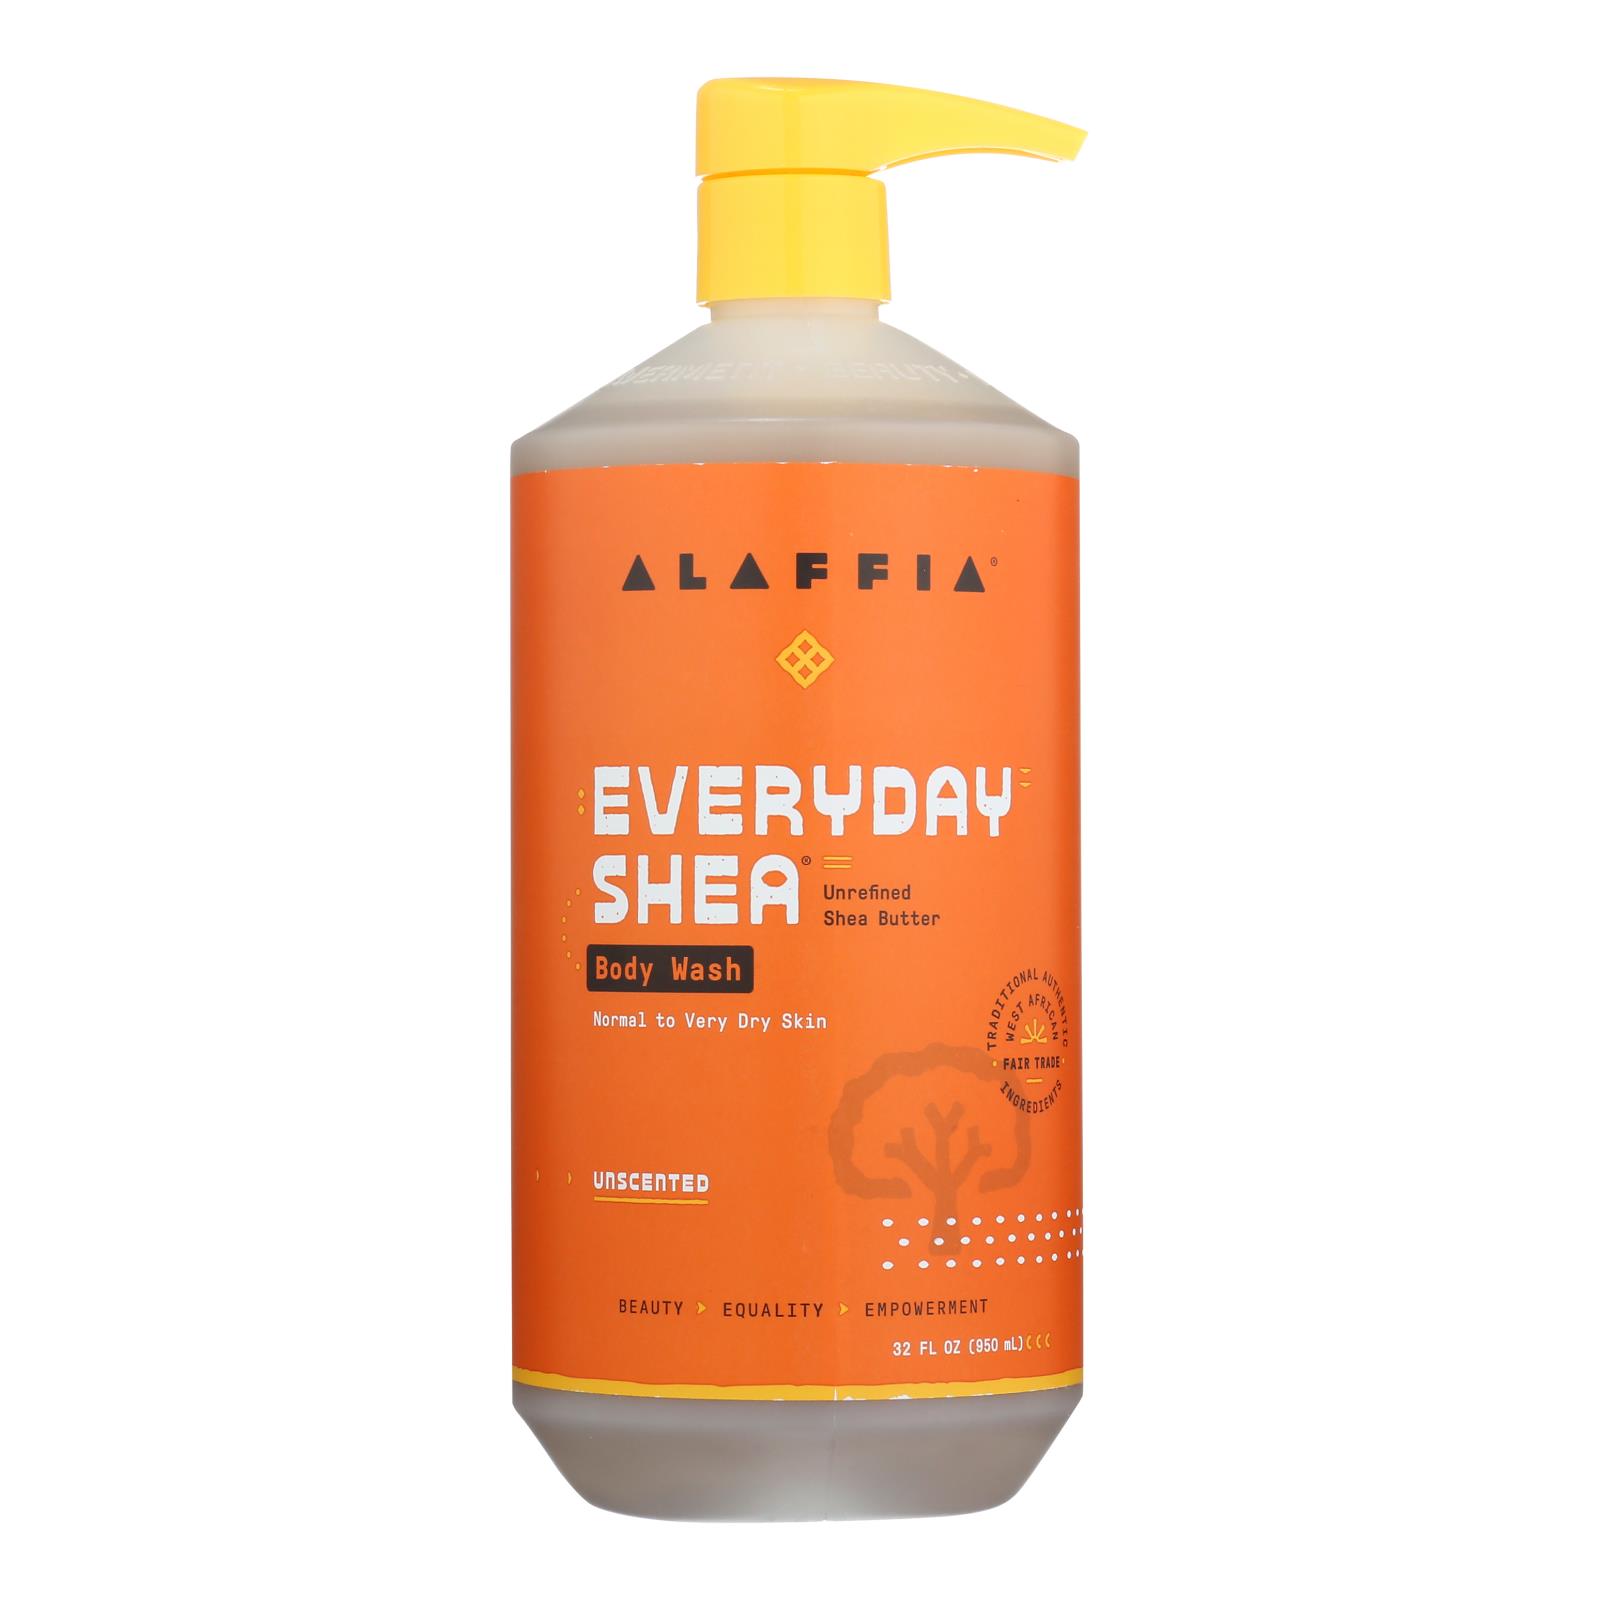 BEAUTY
ALAFFIA®
EVERYDAY
SHEA®
Unrefined
Shea Butter
Body Wash
Normal to Very Dry Skin
TRADITIONAL AUTHENTIC
WEST AFRICAN
FAIR TRADE
INGREDIENTS
UNSCENTED
BEAUTY EQUALITY EMPOWERMENT
32 FL OZ (950 mL)